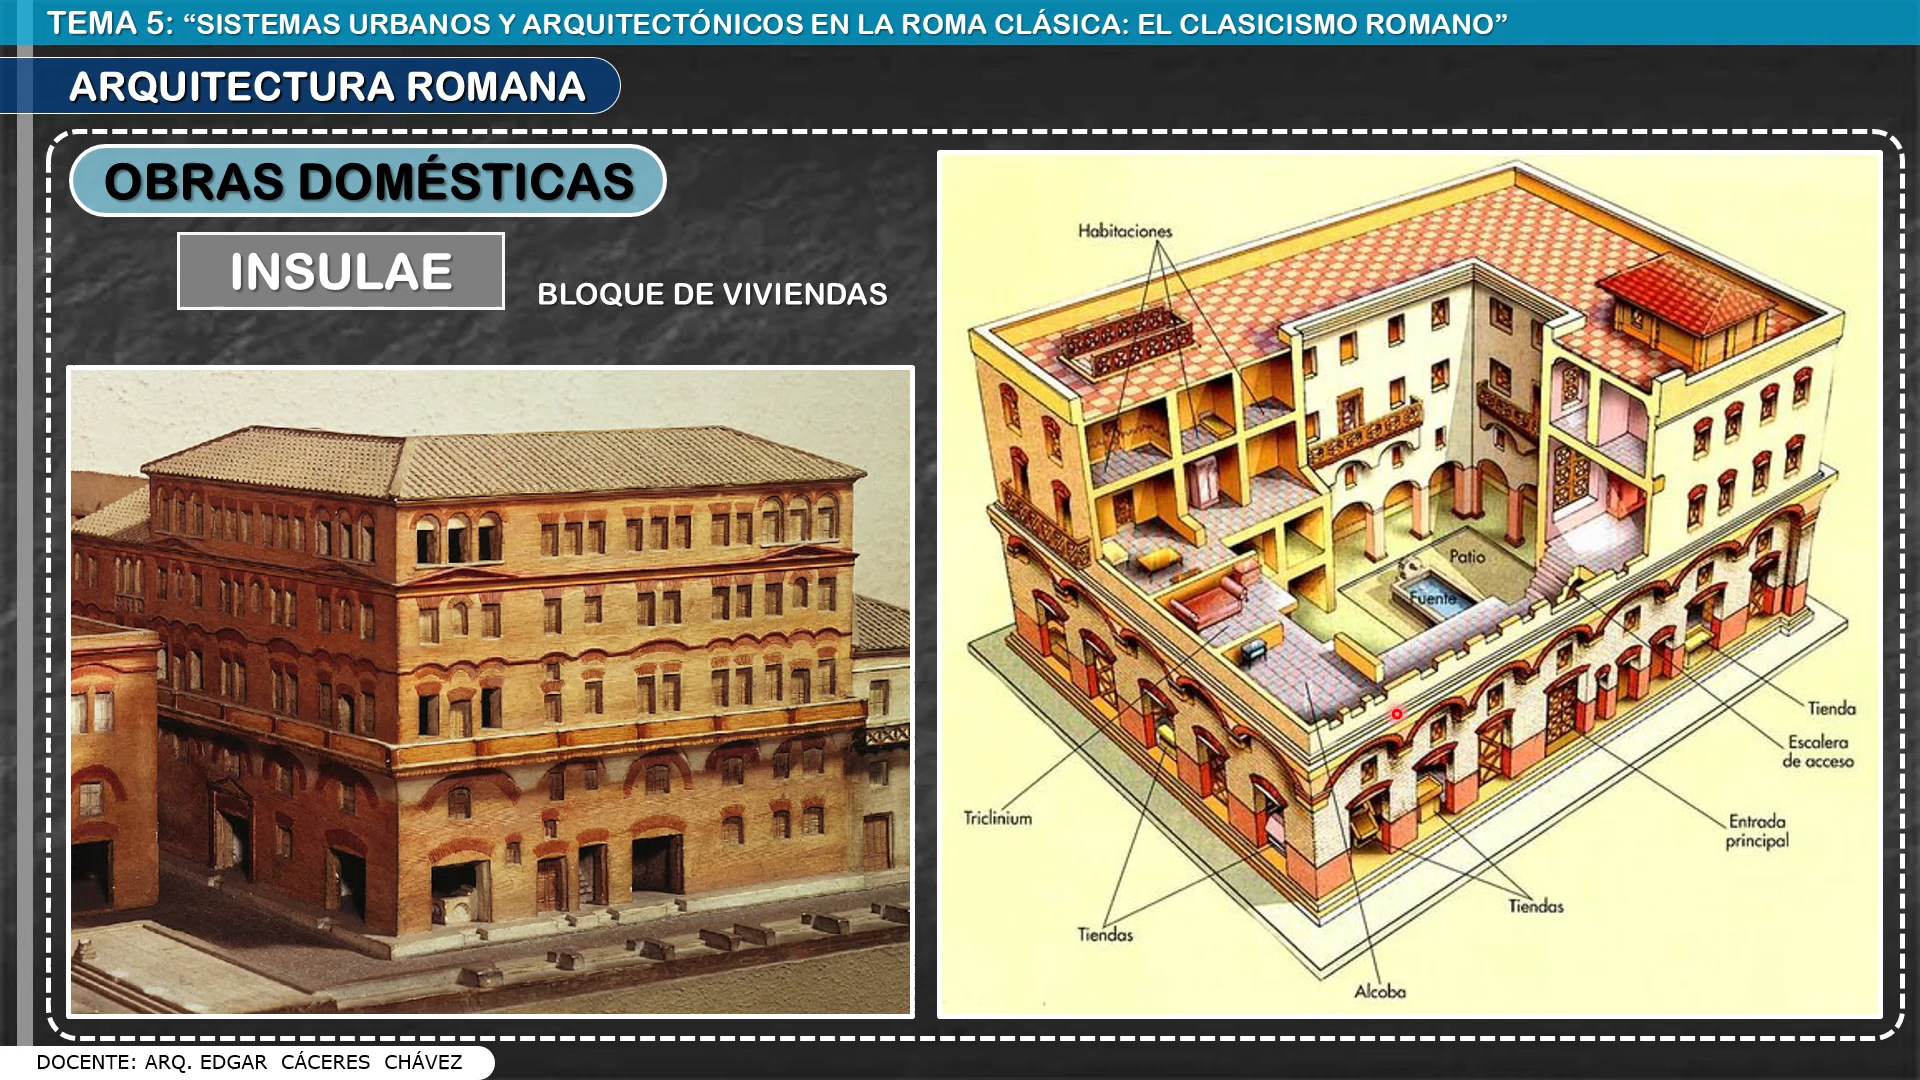 TEMA 5: “SISTEMAS URBANOS Y ARQUITECTÓNICOS EN LA ROMA CLÁSICA: EL CLASICISMO ROMANO”
ARQUITECTURA ROMANA
OBRAS DOMÉSTICAS
INSULAE
BLOQUE DE VIVIENDAS
Habitaciones
Patio
Fuente
Tienda
Escalera
de acceso
Triclinium
Entrada
principal
Tiendas
Tiendas
Alcoba
DOCENTE: ARQ. EDGAR CÁCERES CHÁVEZ